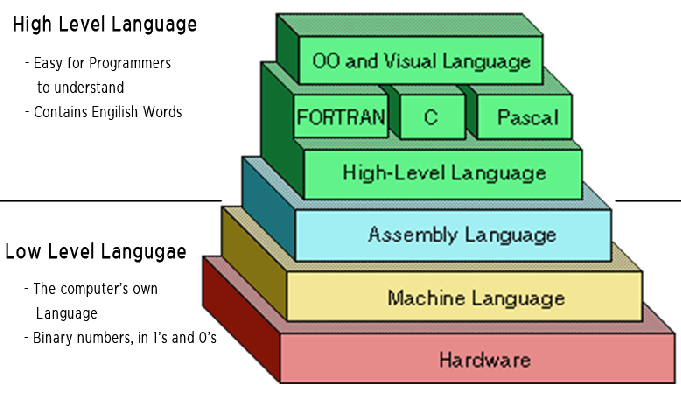 High Level Language
- Easy for Programmers
to understand
- Contains Engilish Words
Low Level Langugae
- The computer's own
Language
- Binary numbers, in 1's and 0's
OO and Visual Language
FORTRAN
C
Pascal
High-Level Language
Assembly Language
Machine Language
Hardware